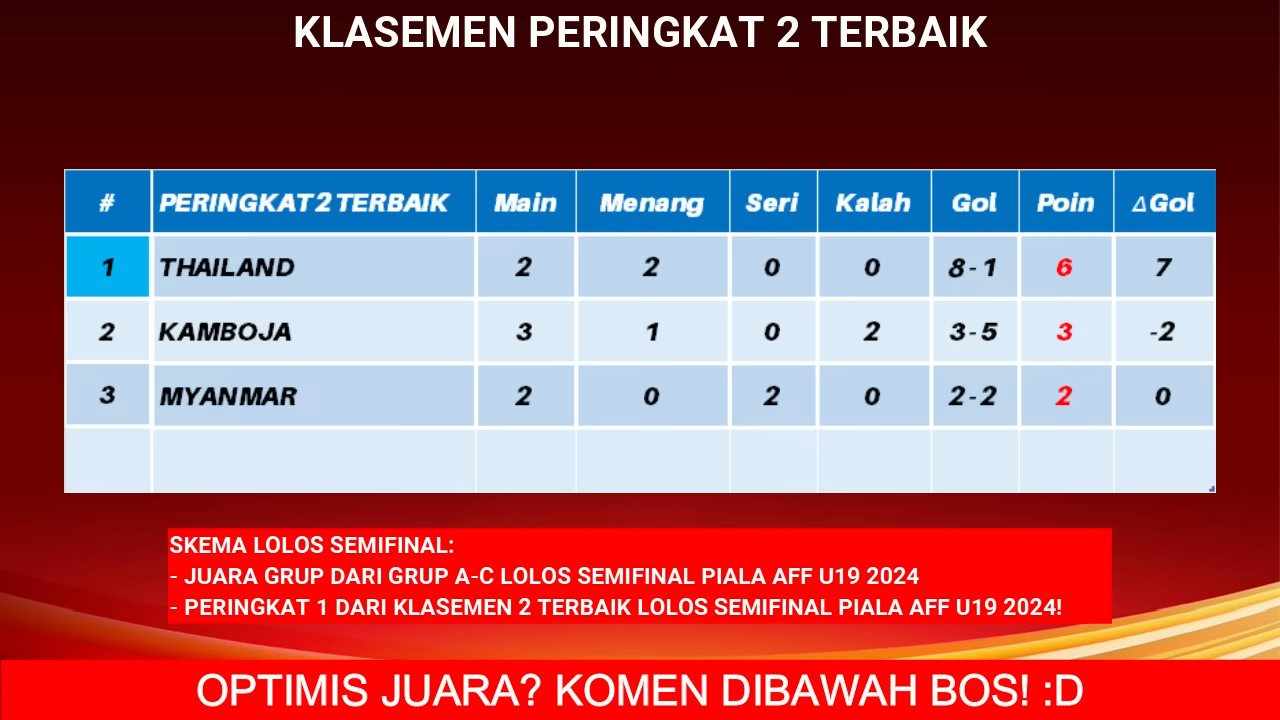 KLASEMEN PERINGKAT 2 TERBAIK
# PERINGKAT 2 TERBAIK Main Menang Seri Kalah Gol Poin ΔGol
1 THAILAND 2 2 0 0 8-1 6 7
2 KAMBOJA 3 1 0 2 3-5 3 -2
3 MYANMAR 2 0 2 0 2-2 2 0
SKEMA LOLOS SEMIFINAL:
- JUARA GRUP DARI GRUP A-C LOLOS SEMIFINAL PIALA AFF U19 2024
- PERINGKAT 1 DARI KLASEMEN 2 TERBAIK LOLOS SEMIFINAL PIALA AFF U19 2024!
OPTIMIS JUARA? KOMEN DIBAWAH BOS! :D